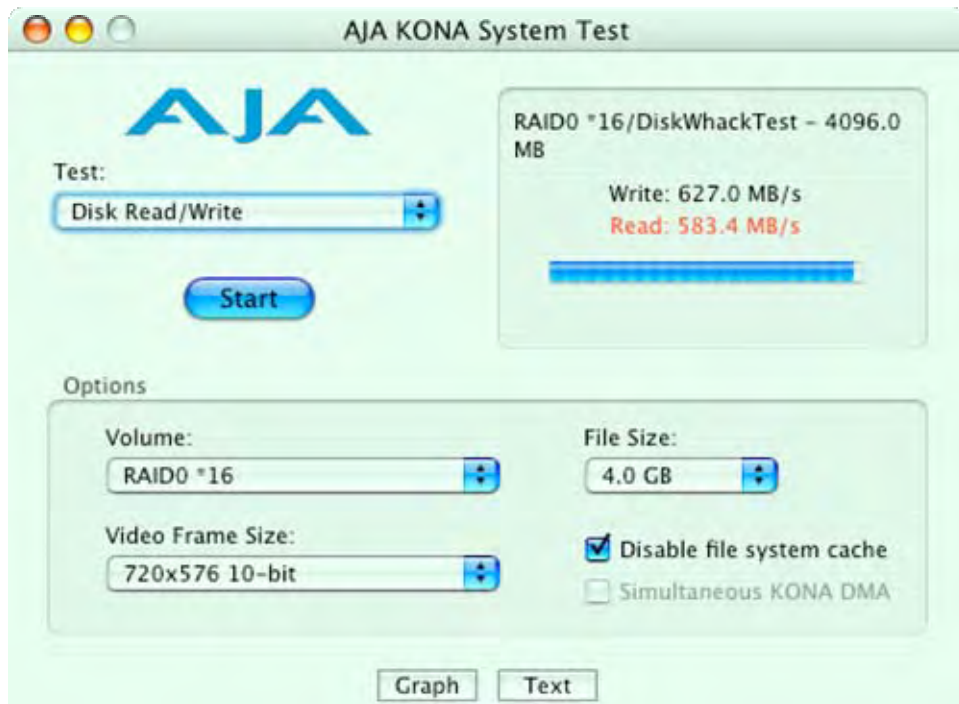 AJA KONA System Test
AJA
Test:
Disk Read/Write
Start
RAID0 *16/DiskWhackTest - 4096.0
MB
Write: 627.0 MB/s
Read: 583.4 MB/s
Options
Volume:
RAID0 *16
Video Frame Size:
720x576 10-bit
File Size:
4.0 GB
Disable file system cache
Simultaneous KONA DMA
Graph
Text